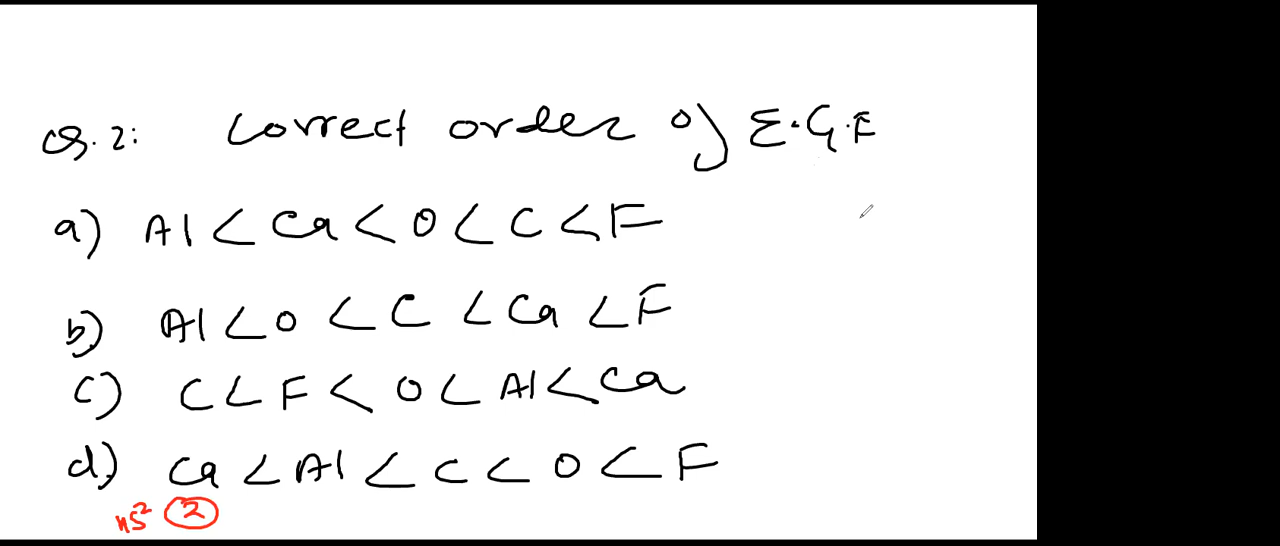 Q.2: Correct order of E.G.E
a) Al < Ca < O < C < F
b) Al < O < C < Ca < F
c) C < F < O < Al < Ca
d) Ca < Al < C < O < F
ns² 2